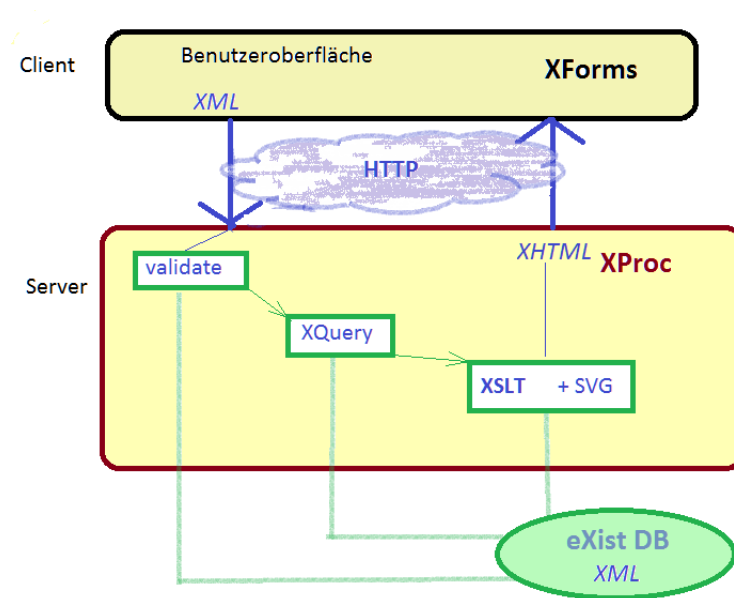 Client
Benutzeroberfläche
XForms
XML
HTTP
Server
XHTML
XProc
validate
XQuery
XSLT + SVG
eXist DB
XML